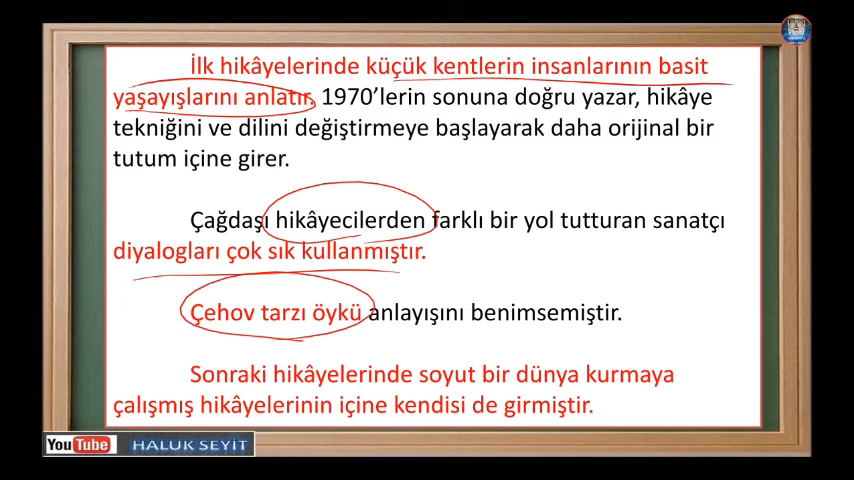 İlk hikâyelerinde küçük kentlerin insanlarının basit
yaşayışlarını anlatır. 1970’lerin sonuna doğru yazar, hikâye
tekniğini ve dilini değiştirmeye başlayarak daha orijinal bir
tutum içine girer.
Çağdaşı hikâyecilerden farklı bir yol tutturan sanatçı
diyalogları çok sık kullanmıştır.
Çehov tarzı öykü anlayışını benimsemiştir.
Sonraki hikâyelerinde soyut bir dünya kurmaya
çalışmış hikâyelerinin içine kendisi de girmiştir.
YouTube HALUK SEYİT